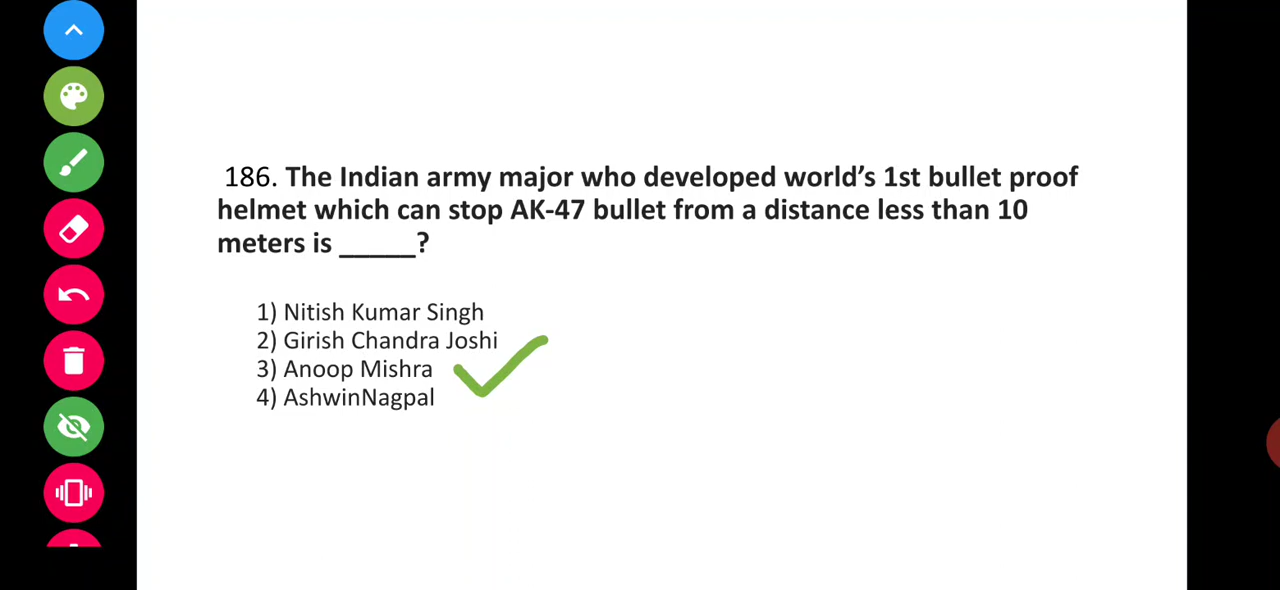 186. The Indian army major who developed world’s 1st bullet proof
helmet which can stop AK-47 bullet from a distance less than 10
meters is _____?
1) Nitish Kumar Singh
2) Girish Chandra Joshi
3) Anoop Mishra
4) AshwinNagpal